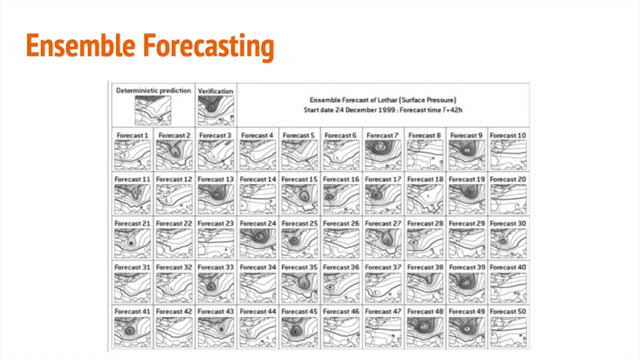 Ensemble Forecasting
Deterministic prediction
Verification
Ensemble Forecast of Lothar (Surface Pressure)
Start date 24 December 1999 : Forecast time T+42h
Forecast 1 Forecast 2 Forecast 3 Forecast 4 Forecast 5 Forecast 6 Forecast 7 Forecast 8 Forecast 9 Forecast 10
Forecast 11 Forecast 12 Forecast 13 Forecast 14 Forecast 15 Forecast 16 Forecast 17 Forecast 18 Forecast 19 Forecast 20
Forecast 21 Forecast 22 Forecast 23 Forecast 24 Forecast 25 Forecast 26 Forecast 27 Forecast 28 Forecast 29 Forecast 30
Forecast 31 Forecast 32 Forecast 33 Forecast 34 Forecast 35 Forecast 36 Forecast 37 Forecast 38 Forecast 39 Forecast 40
Forecast 41 Forecast 42 Forecast 43 Forecast 44 Forecast 45 Forecast 46 Forecast 47 Forecast 48 Forecast 49 Forecast 50